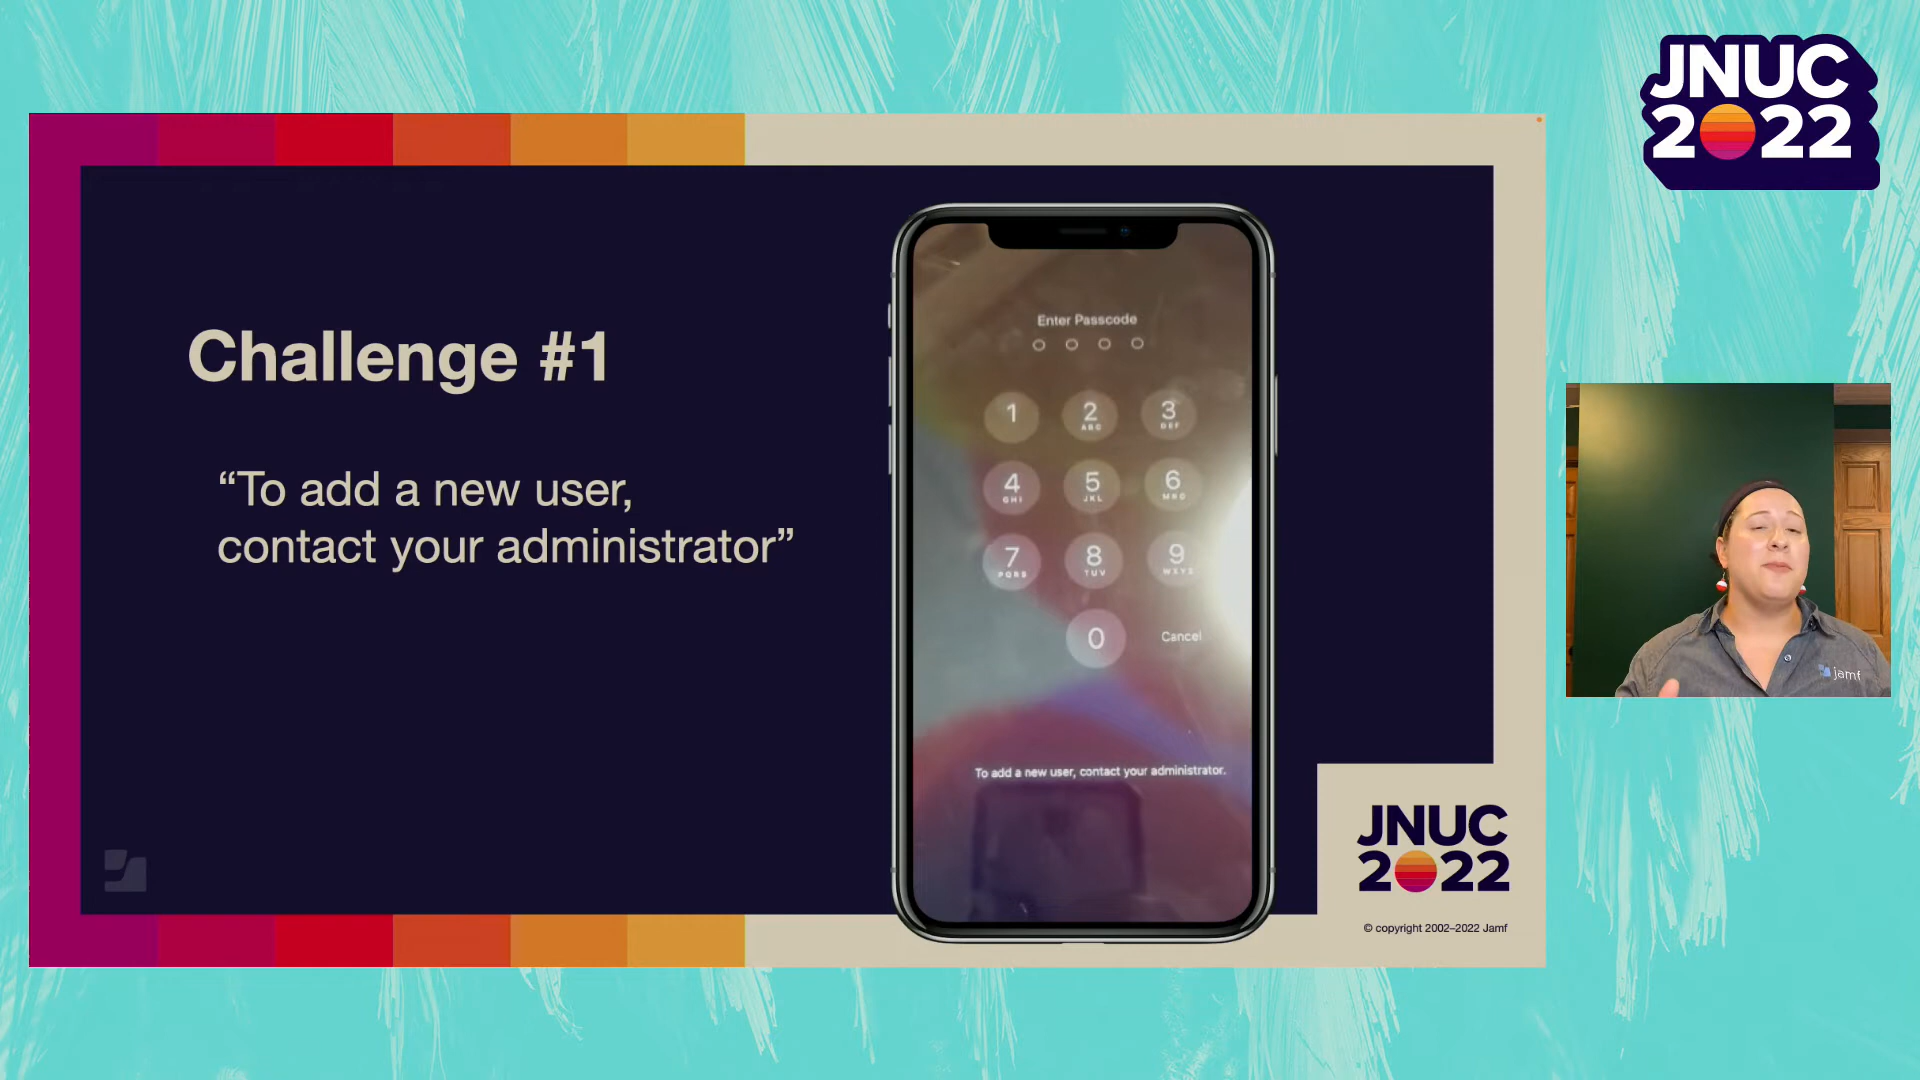 JNUC
2022
Challenge #1
“To add a new user,
contact your administrator”
Enter Passcode
1
2
ABC
3
DEF
4
GHI
5
JKL
6
MNO
7
PQRS
8
TUV
9
WXYZ
0
Cancel
To add a new user, contact your administrator.
jamf
JNUC
2022
© copyright 2002–2022 Jamf